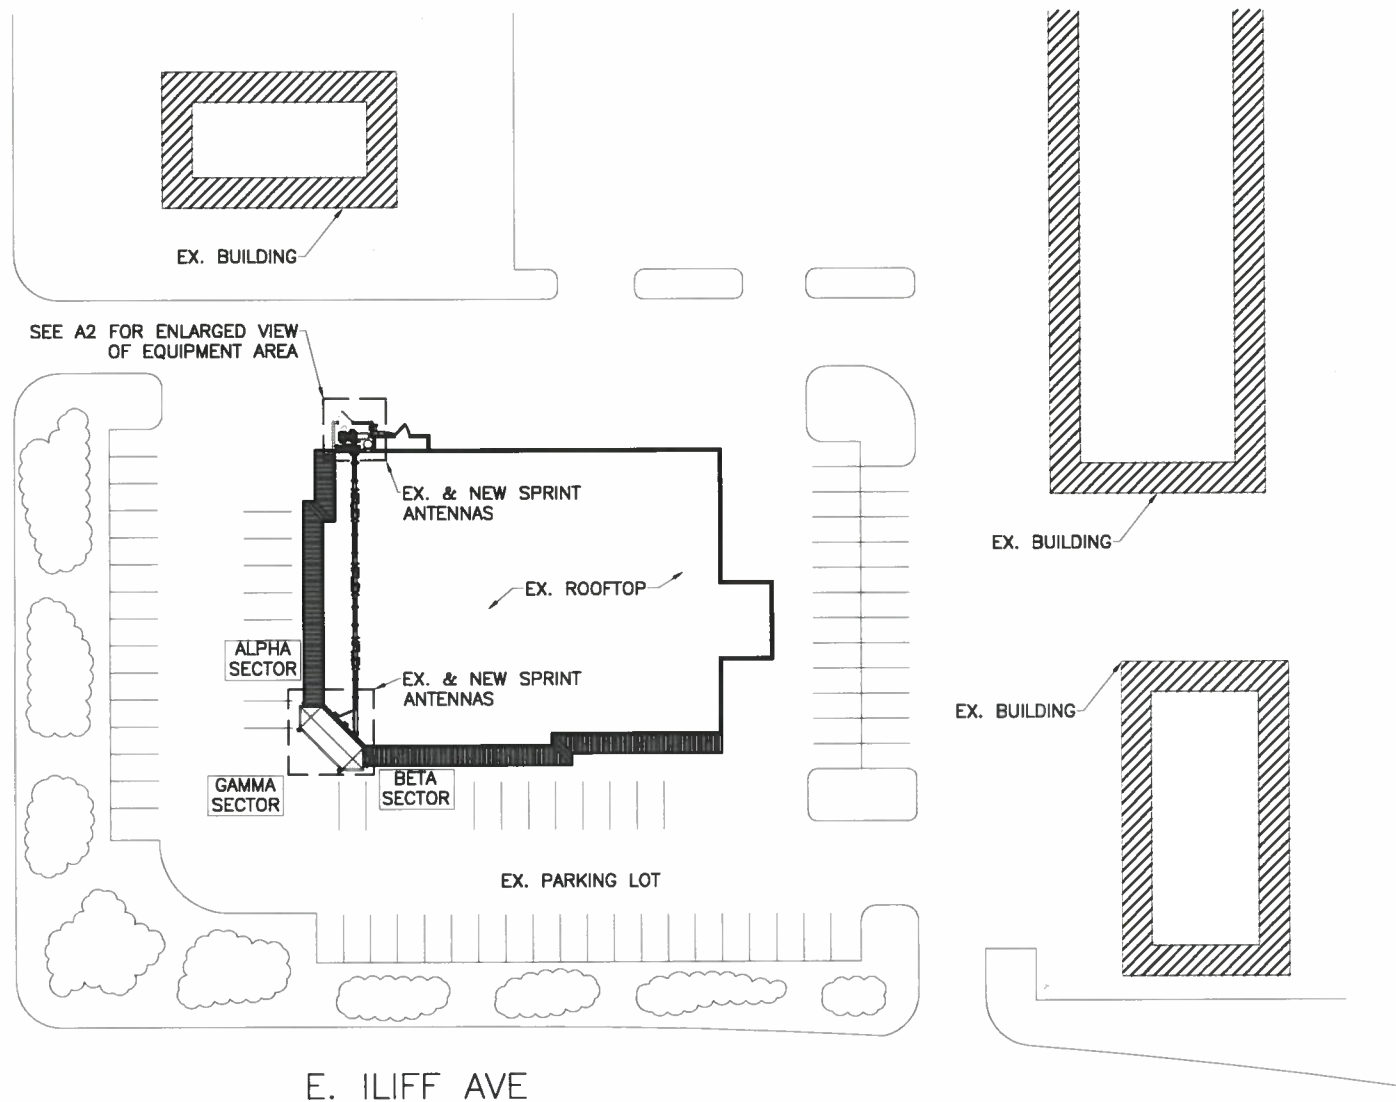 EX. BUILDING
SEE A2 FOR ENLARGED VIEW
OF EQUIPMENT AREA
EX. & NEW SPRINT
ANTENNAS
EX. BUILDING
EX. ROOFTOP
ALPHA
SECTOR
EX. & NEW SPRINT
ANTENNAS
EX. BUILDING
GAMMA
SECTOR
BETA
SECTOR
EX. PARKING LOT
E. ILIFF AVE